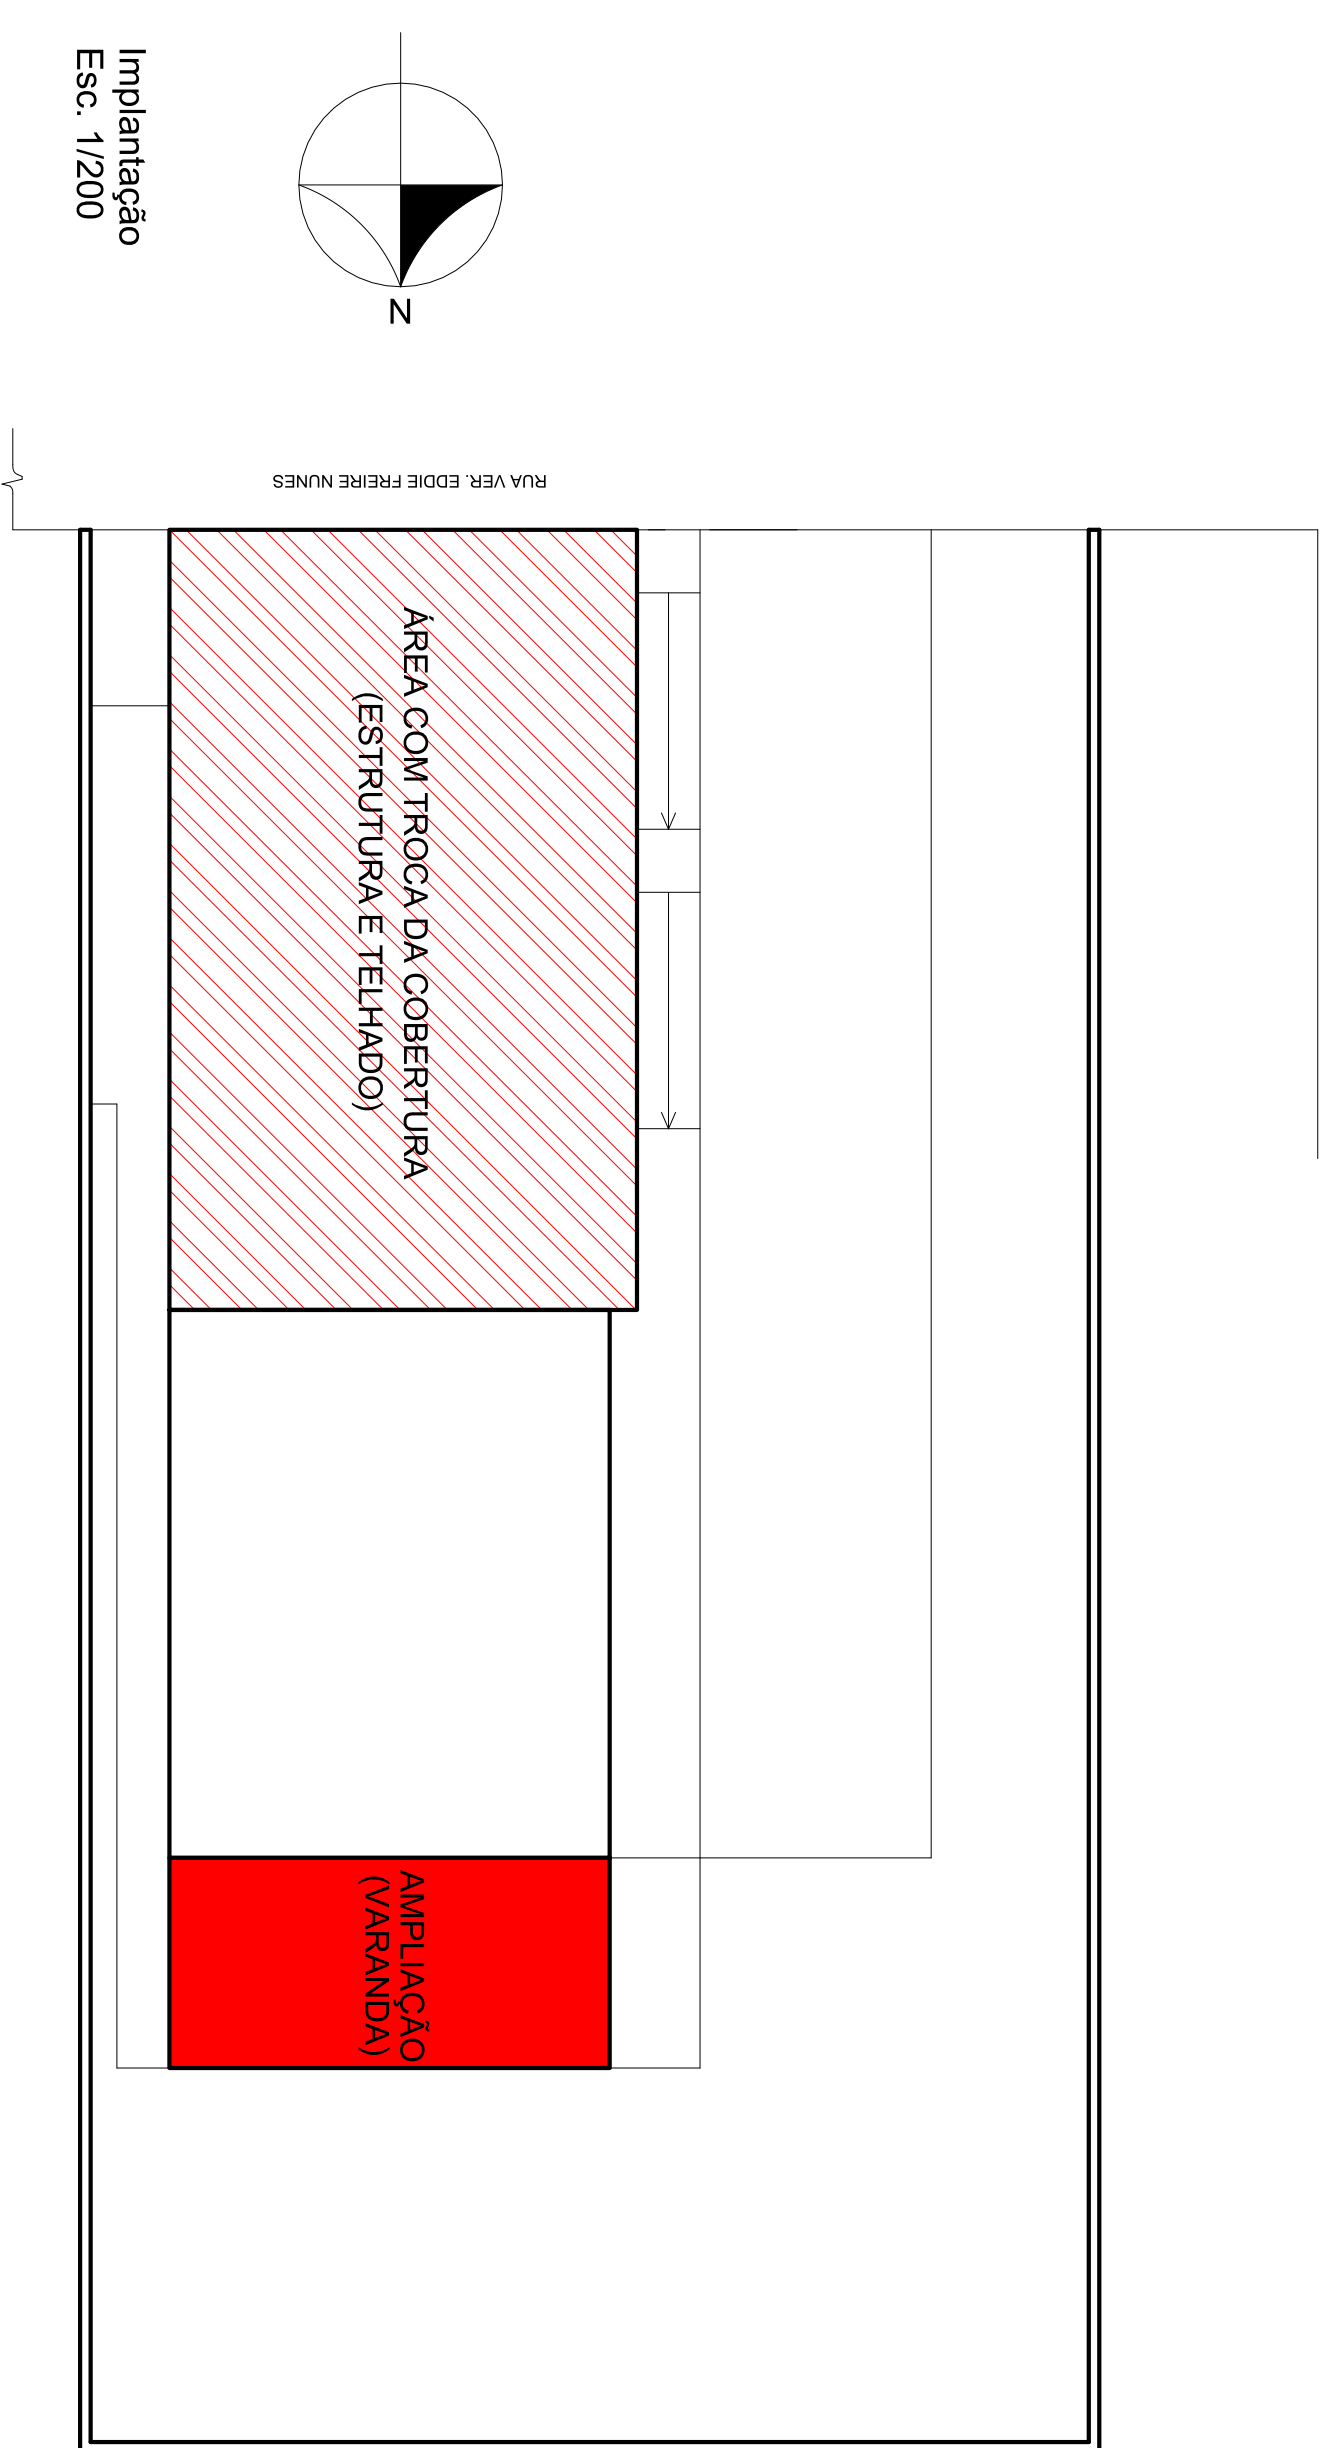 Implantação
Esc. 1/200
N
RUA VER. EDDIE FREIRE NUNES
ÁREA COM TROCA DA COBERTURA
(ESTRUTURA E TELHADO)
AMPLIAÇÃO
(VARANDA)